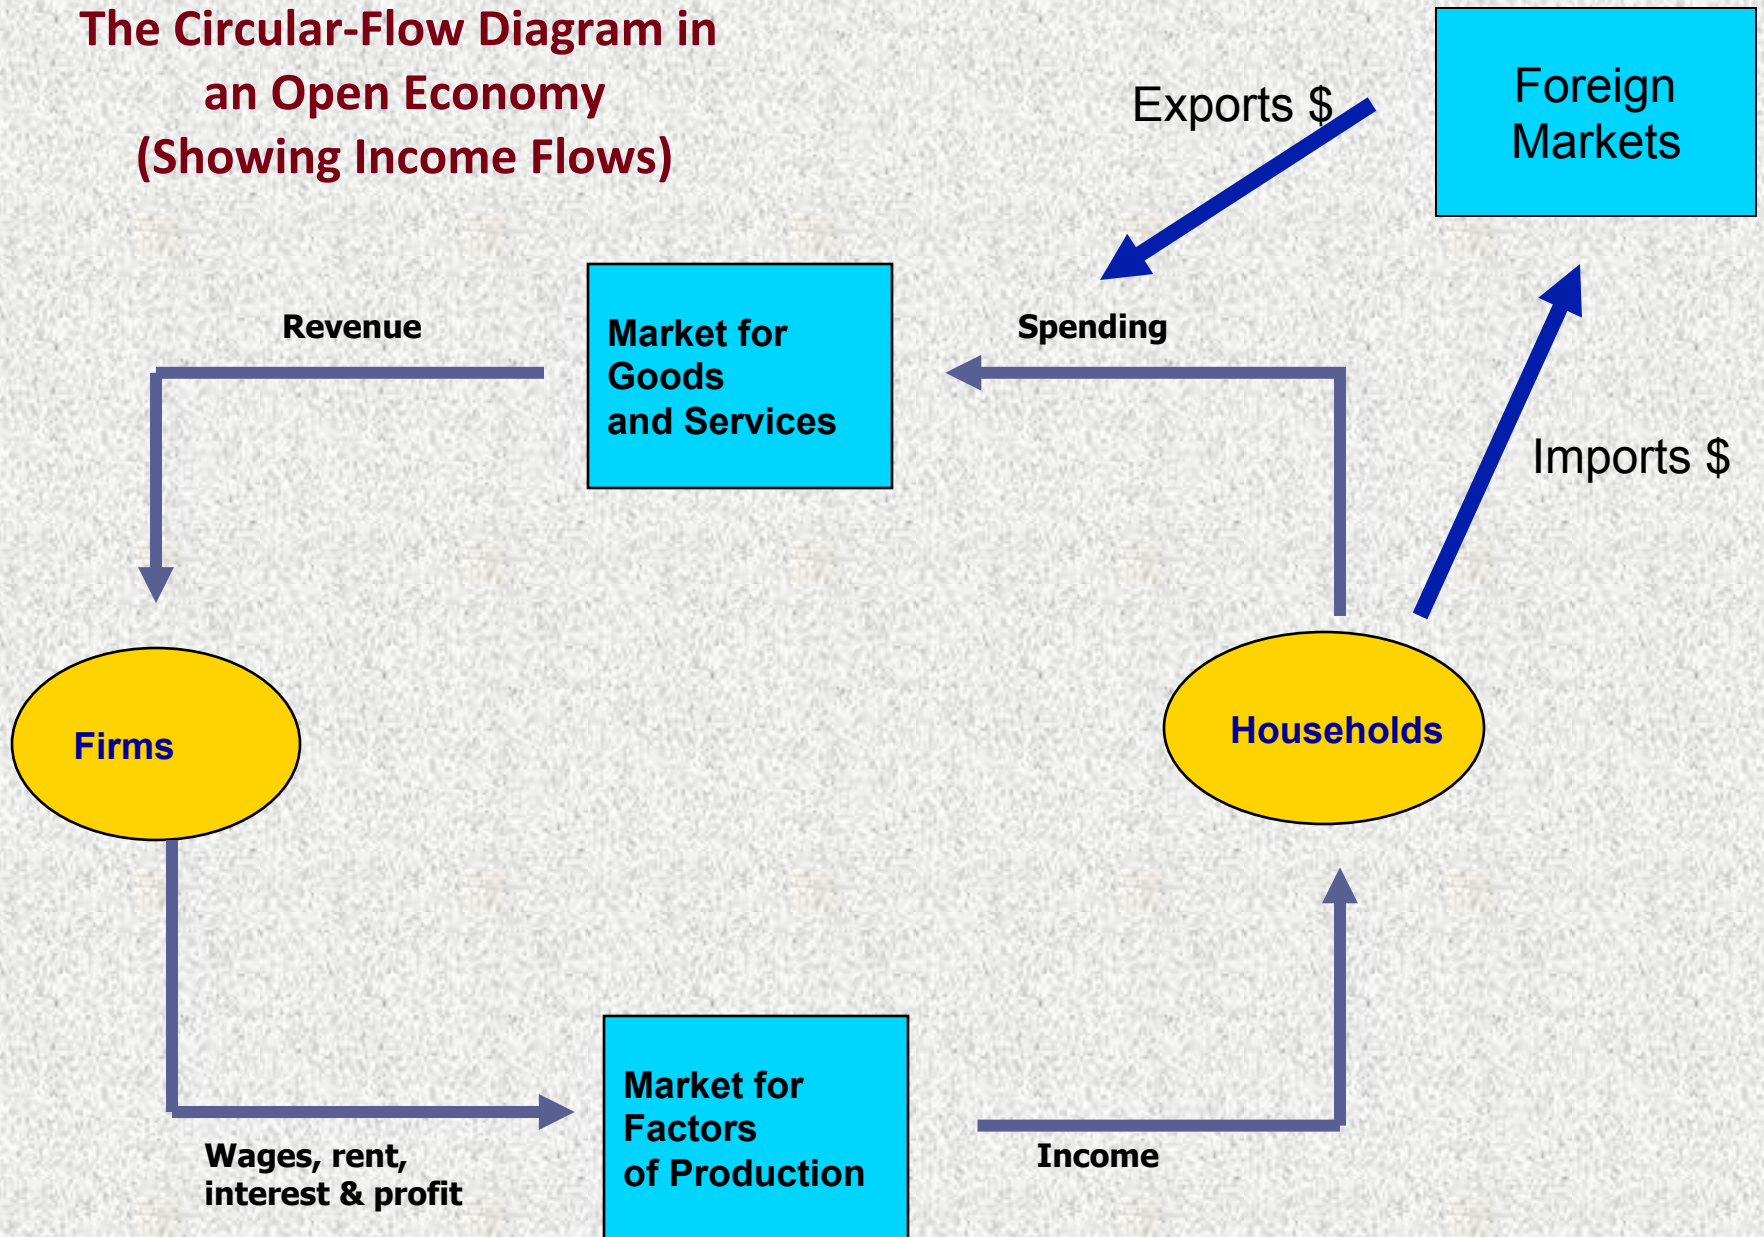 The Circular-Flow Diagram in
an Open Economy
(Showing Income Flows)
Foreign
Markets
Exports $
Revenue
Market for
Goods
and Services
Spending
Imports $
Firms
Households
Wages, rent,
interest & profit
Market for
Factors
of Production
Income